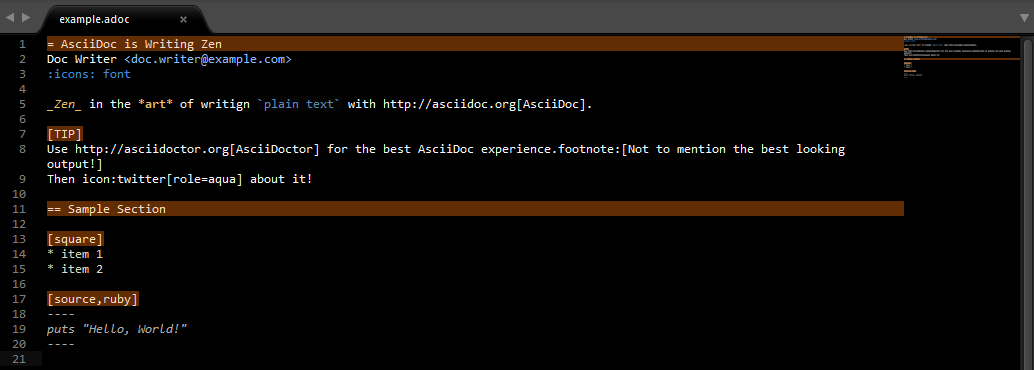 example.adoc ×
1 = AsciiDoc is Writing Zen
2 Doc Writer <doc.writer@example.com>
3 :icons: font
4
5 _Zen_ in the *art* of writign `plain text` with http://asciidoc.org[AsciiDoc].
6
7 [TIP]
8 Use http://asciidoctor.org[AsciiDoctor] for the best AsciiDoc experience.footnote:[Not to mention the best looking
output!]
9 Then icon:twitter[role=aqua] about it!
10
11 == Sample Section
12
13 [square]
14 * item 1
15 * item 2
16
17 [source,ruby]
18 ----
19 puts "Hello, World!"
20 ----
21